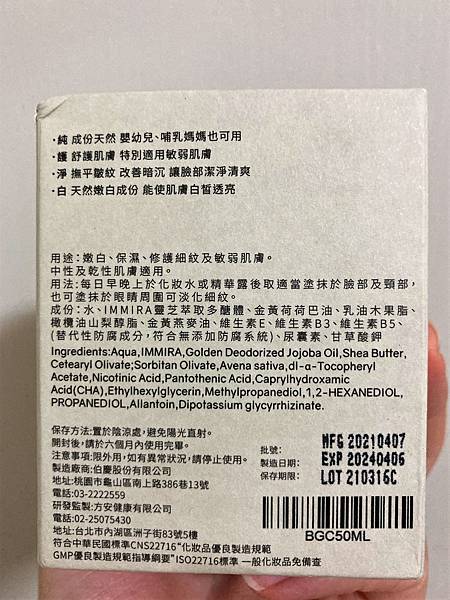 ·純 成份天然 嬰幼兒、哺乳媽媽也可用
·護 舒護肌膚 特別適用敏弱肌膚
·淨 撫平皺紋 改善暗沉 讓臉部潔淨清爽
·白 天然嫩白成份 能使肌膚白皙透亮
用途:嫩白、保濕、修護細紋及敏弱肌膚。
中性及乾性肌膚適用。
用法:每日早晚上於化妝水或精華露後取適當塗抹於臉部及頸部,
也可塗抹於眼睛周圍可淡化細紋。
成份:水、IMMIRA靈芝萃取多醣體、金黃荷荷巴油、乳油木果脂、
橄欖油山梨醇脂、金黃燕麥油、維生素E、維生素B3、維生素B5、
(替代性防腐成分,符合無添加防腐系統)、尿囊素、甘草酸鉀
Ingredients:Aqua,IMMIRA,Golden Deodorized Jojoba Oil,Shea Butter,
Cetearyl Olivate;Sorbitan Olivate,Avena sativa,dl-α-Tocopheryl
Acetate,Nicotinic Acid,Pantothenic Acid,Caprylhydroxamic
Acid(CHA),Ethylhexylglycerin,Methylpropanediol,1,2-HEXANEDIOL,
PROPANEDIOL,Allantoin,Dipotassium glycyrrhizinate.
保存方法:置於陰涼處,避免陽光直射。
開封後,請於六個月內使用完畢。
注意事項:限外用,如有異常狀況,請停止使用。
製造廠商:伯慶股份有限公司
地址:桃園市龜山區南上路386巷13號
電話:03-2222559
研發監製:方安健康有限公司
電話:02-25075430
地址:台北市內湖區洲子街83號5樓
符合中華民國標準CNS22716“化妝品優良製造規範
GMP優良製造規範指導綱要”ISO22716標準 一般化妝品免備查
批號: MFG 20210407
製造日期: EXP 20240406
保存期限: LOT 210316C
BGC50ML